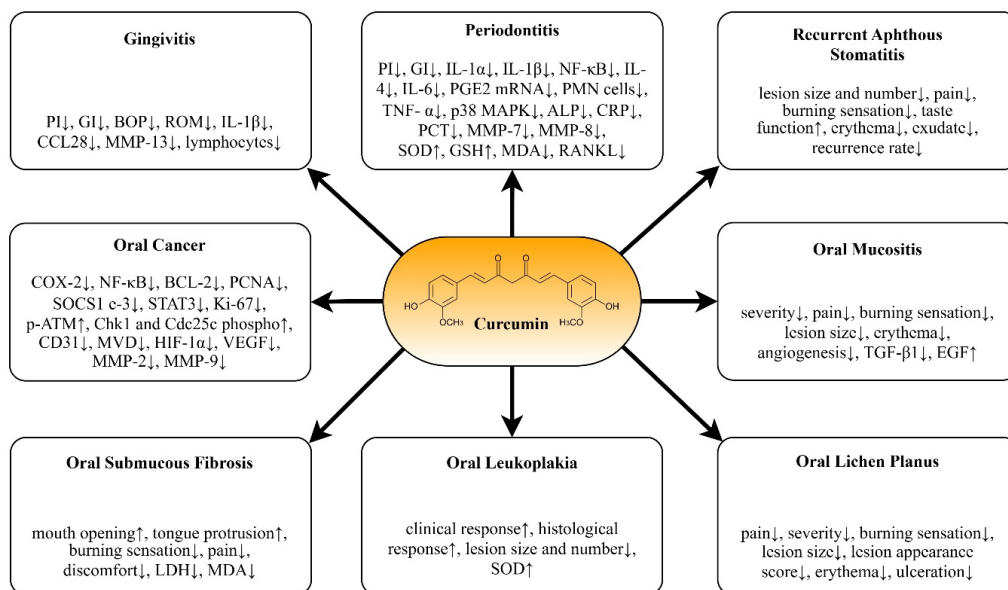 Gingivitis
PI↓, GI↓, BOP↓, ROM↓, IL-1β↓,
CCL28↓, MMP-13↓, lymphocytes↓
Periodontitis
PI↓, GI↓, IL-1α↓, IL-1β↓, NF-κB↓, IL-
4↓, IL-6↓, PGE2 mRNA↓, PMN cells↓,
TNF- α↓, p38 MAPK↓, ALP↓, CRP↓,
PCT↓, MMP-7↓, MMP-8↓,
SOD↑, GSH↑, MDA↓, RANKL↓
Recurrent Aphthous
Stomatitis
lesion size and number↓, pain↓,
burning sensation↓, taste
function↑, erythema↓, exudate↓,
recurrence rate↓
Oral Cancer
COX-2↓, NF-κB↓, BCL-2↓, PCNA↓,
SOCS1 c-3↓, STAT3↓, Ki-67↓,
p-ATM↑, Chk1 and Cdc25c phospho↑,
CD31↓, MVD↓, HIF-1α↓, VEGF↓,
MMP-2↓, MMP-9↓
O
O
HO
OCH₃
H₃CO
OH
Curcumin
Oral Mucositis
severity↓, pain↓, burning sensation↓,
lesion size↓, erythema↓,
angiogenesis↓, TGF-β1↓, EGF↑
Oral Submucous Fibrosis
mouth opening↑, tongue protrusion↑,
burning sensation↓, pain↓,
discomfort↓, LDH↓, MDA↓
Oral Leukoplakia
clinical response↑, histological
response↑, lesion size and number↓,
SOD↑
Oral Lichen Planus
pain↓, severity↓, burning sensation↓,
lesion size↓, lesion appearance
score↓, erythema↓, ulceration↓